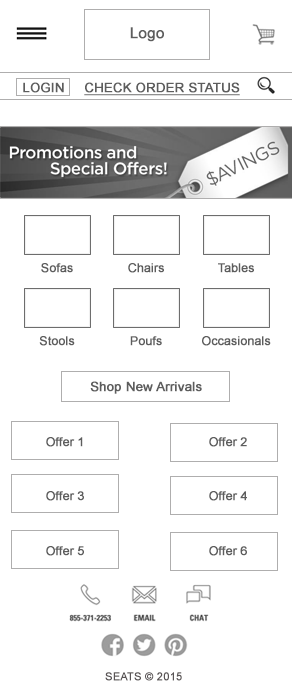 Logo
LOGIN CHECK ORDER STATUS
Promotions and
Special Offers!
$AVINGS
Sofas Chairs Tables
Stools Poufs Occasionals
Shop New Arrivals
Offer 1 Offer 2
Offer 3 Offer 4
Offer 5 Offer 6
855-371-2253 EMAIL CHAT
SEATS © 2015